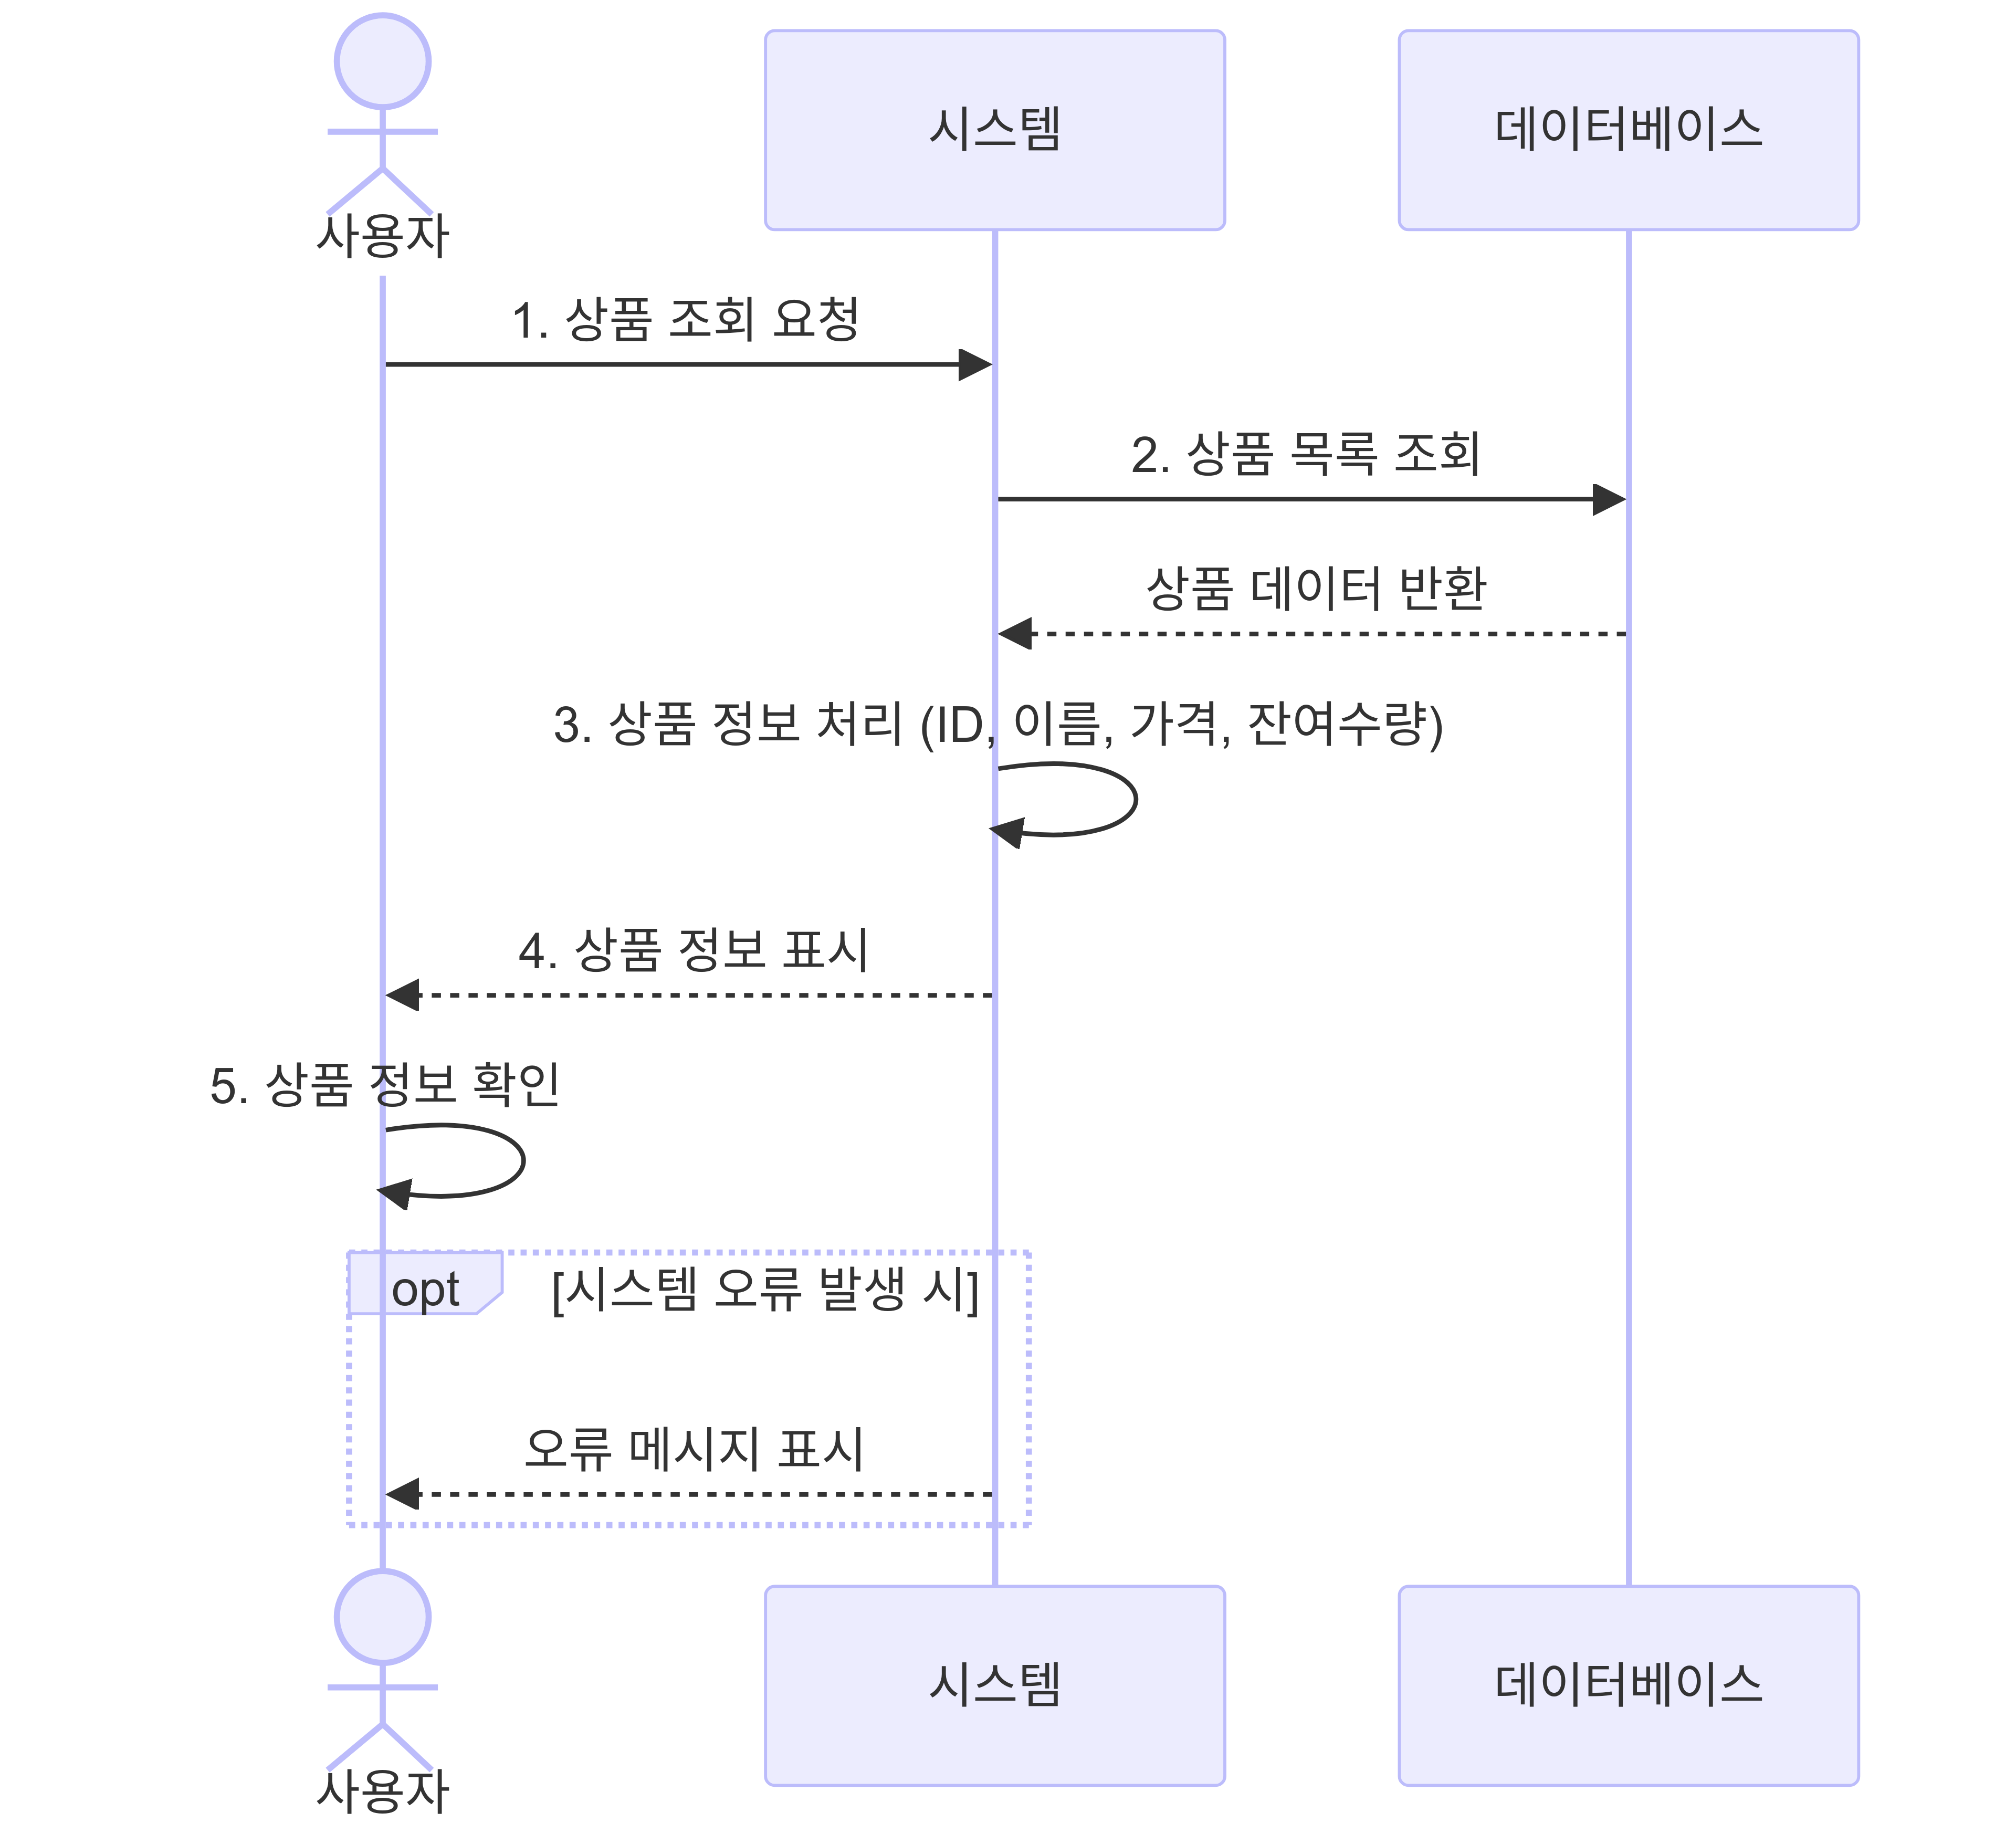 시스템
데이터베이스
사용자
1. 상품 조회 요청
2. 상품 목록 조회
상품 데이터 반환
3. 상품 정보 처리 (ID, 이름, 가격, 잔여수량)
4. 상품 정보 표시
5. 상품 정보 확인
opt
[시스템 오류 발생 시]
오류 메시지 표시
시스템
데이터베이스
사용자